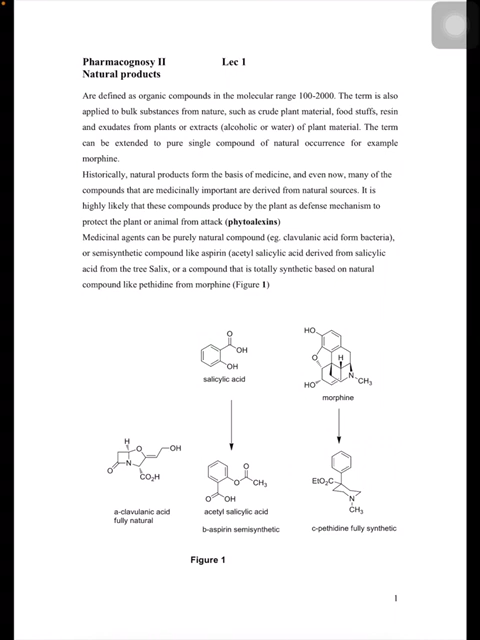 Pharmacognosy II Lec 1
Natural products
Are defined as organic compounds in the molecular range 100-2000. The term is also
applied to bulk substances from nature, such as crude plant material, food stuffs, resin
and exudates from plants or extracts (alcoholic or water) of plant material. The term
can be extended to pure single compound of natural occurrence for example
morphine.
Historically, natural products form the basis of medicine, and even now, many of the
compounds that are medicinally important are derived from natural sources. It is
highly likely that these compounds produce by the plant as defense mechanism to
protect the plant or animal from attack (phytoalexins)
Medicinal agents can be purely natural compound (eg. clavulanic acid form bacteria),
or semisynthetic compound like aspirin (acetyl salicylic acid derived from salicylic
acid from the tree Salix, or a compound that is totally synthetic based on natural
compound like pethidine from morphine (Figure 1)
O
OH
OH
salicylic acid
HO
O
H
N
CH3
HO
morphine
H
O
OH
N
O
CO2H
a-clavulanic acid
fully natural
O
O
CH3
O
OH
acetyl salicylic acid
b-aspirin semisynthetic
EtO2C
N
CH3
c-pethidine fully synthetic
Figure 1
1